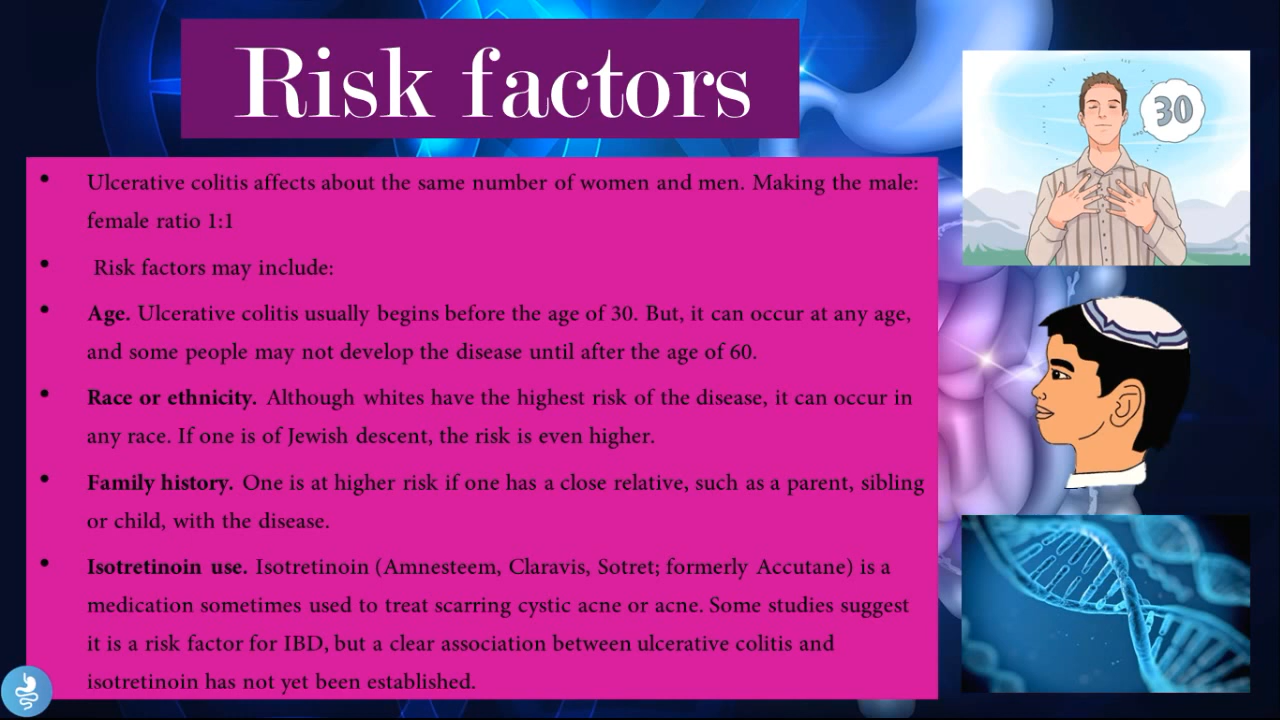 Risk factors
30
• Ulcerative colitis affects about the same number of women and men. Making the male:
female ratio 1:1
• Risk factors may include:
• Age. Ulcerative colitis usually begins before the age of 30. But, it can occur at any age,
and some people may not develop the disease until after the age of 60.
• Race or ethnicity. Although whites have the highest risk of the disease, it can occur in
any race. If one is of Jewish descent, the risk is even higher.
• Family history. One is at higher risk if one has a close relative, such as a parent, sibling
or child, with the disease.
• Isotretinoin use. Isotretinoin (Amnesteem, Claravis, Sotret; formerly Accutane) is a
medication sometimes used to treat scarring cystic acne or acne. Some studies suggest
it is a risk factor for IBD, but a clear association between ulcerative colitis and
isotretinoin has not yet been established.